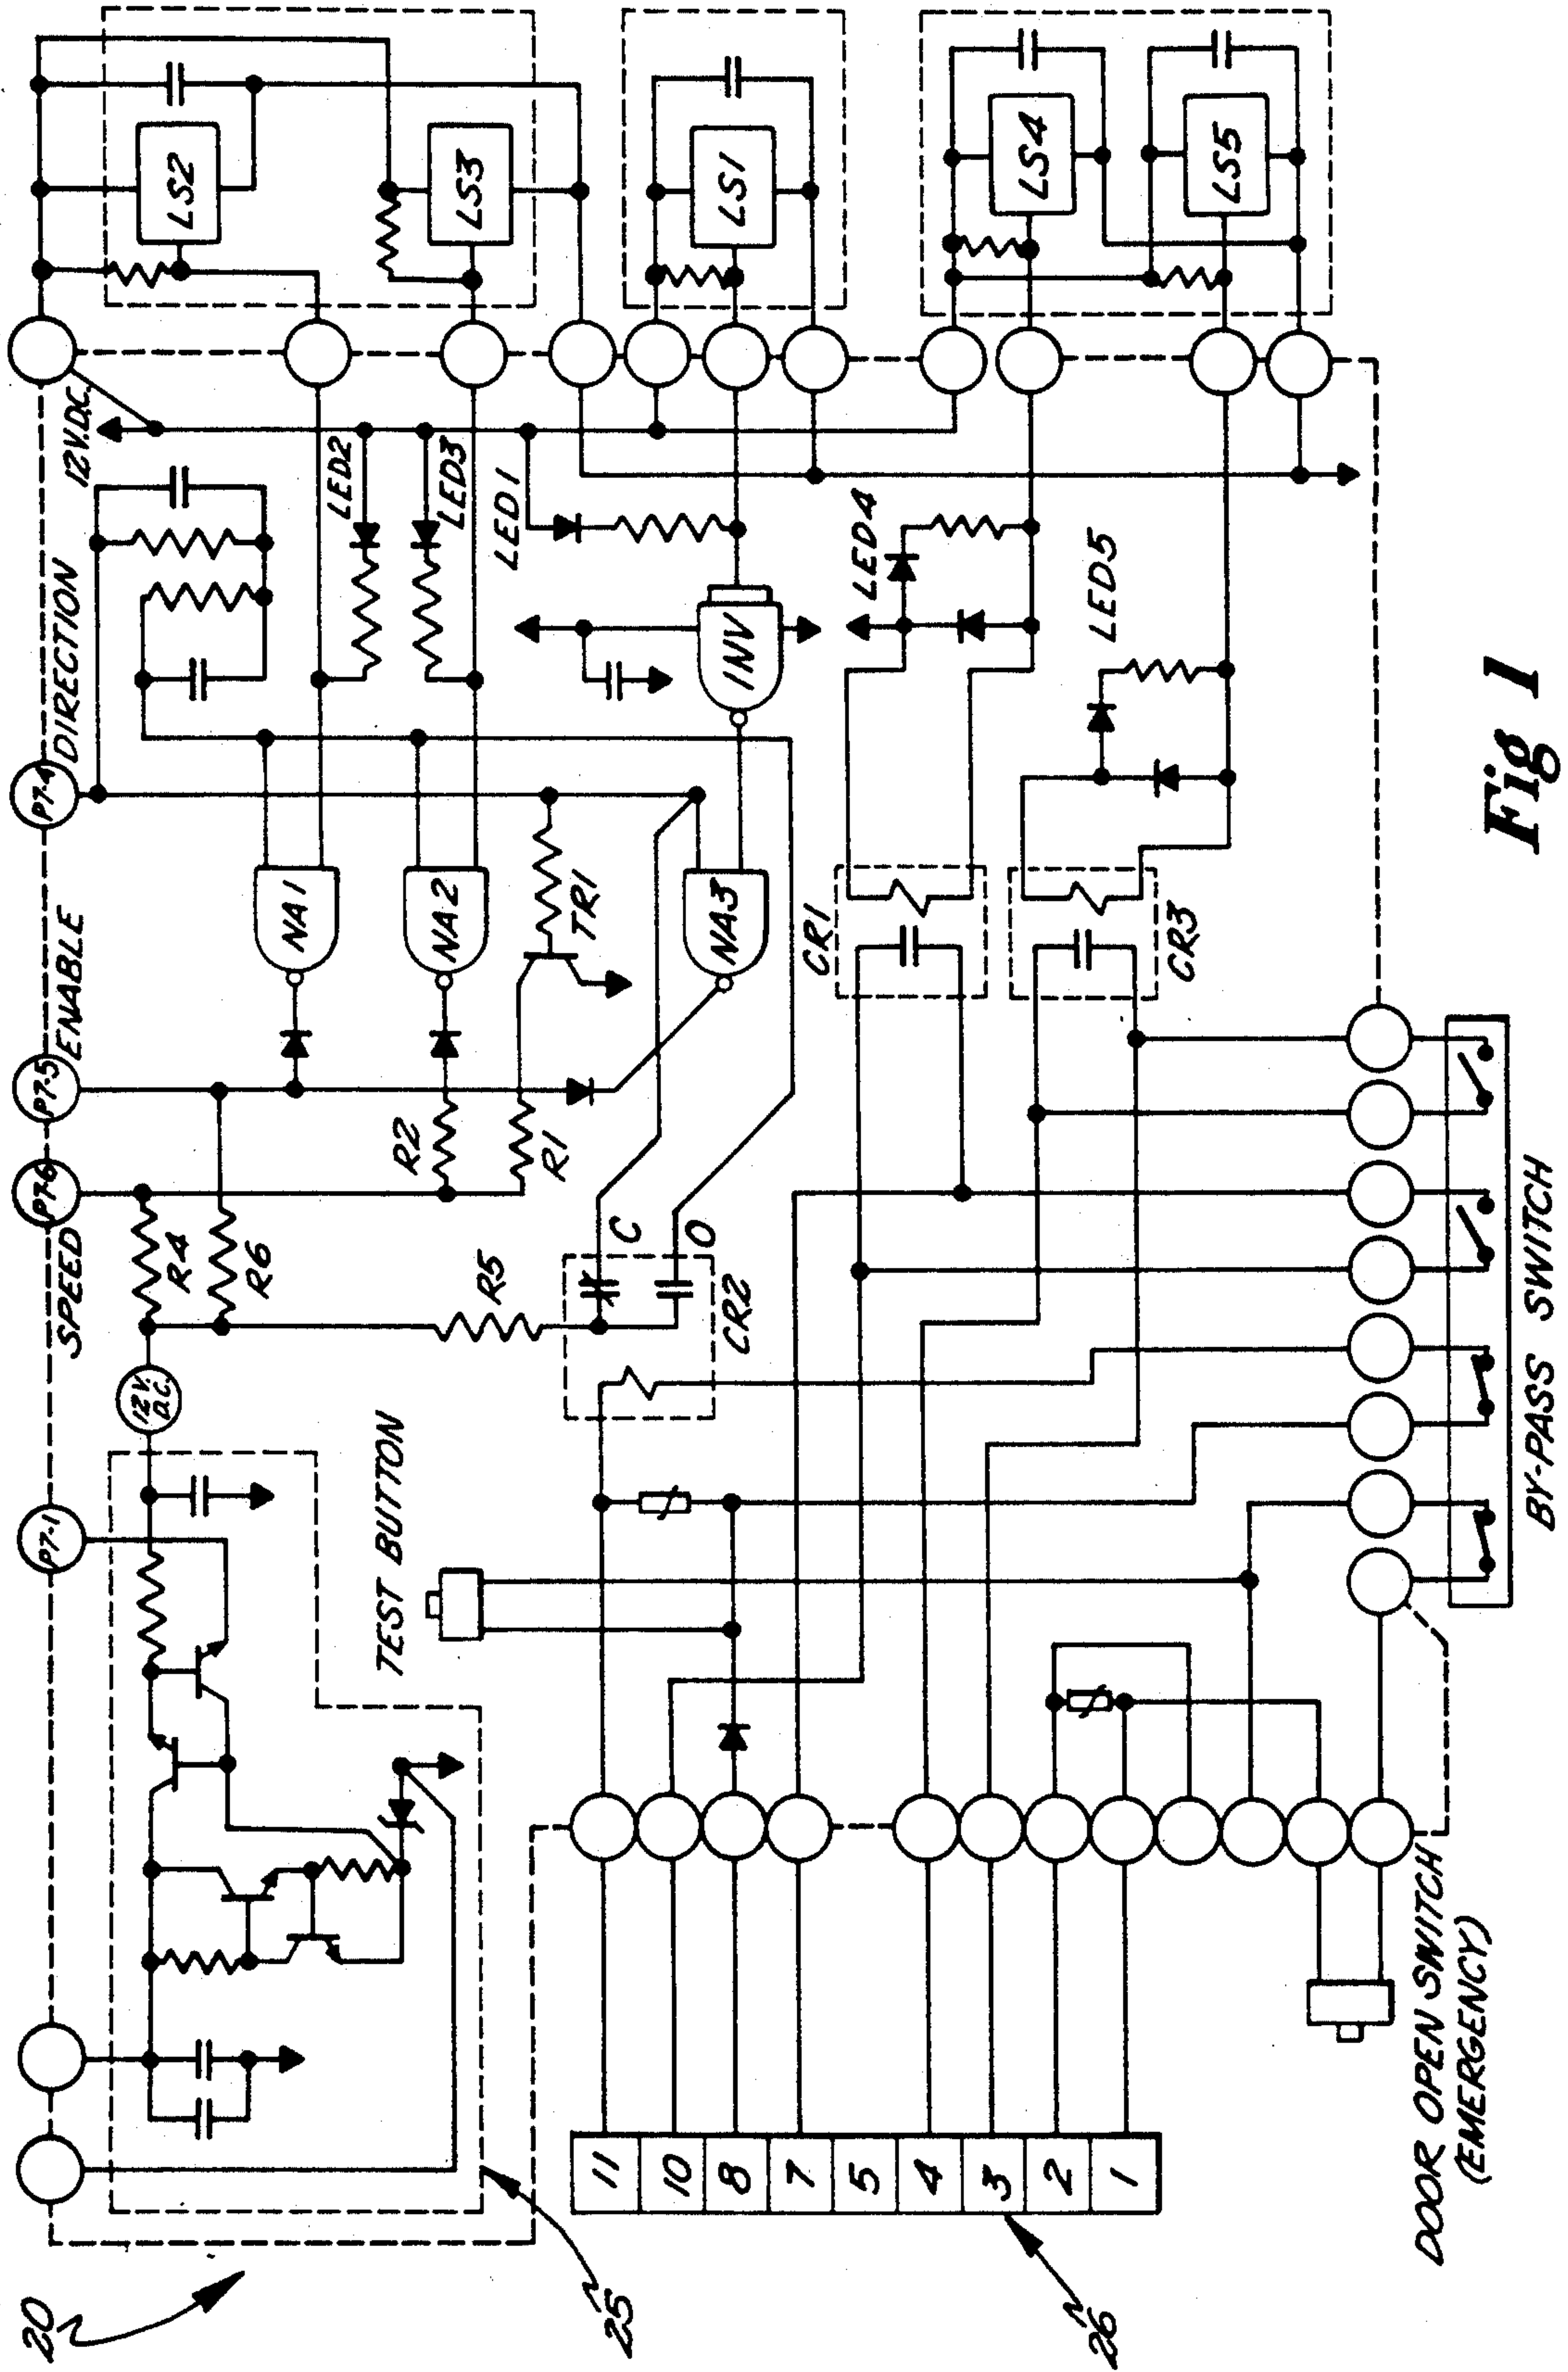 20
25
P7-1
12V.
D.C.
SPEED
P7-6
P7-5
ENABLE
P7-4
DIRECTION
12V.D.C.
R4
R6
R5
R2
R1
TR1
NA1
NA2
NA3
INV
LED2
LED3
LED1
LS2
LS3
LS1
LS4
LS5
LED4
LED5
CR1
CR3
CR2
C
O
TEST BUTTON
11
10
8
7
5
4
3
2
1
26
DOOR OPEN SWITCH
(EMERGENCY)
BY-PASS SWITCH
Fig 1